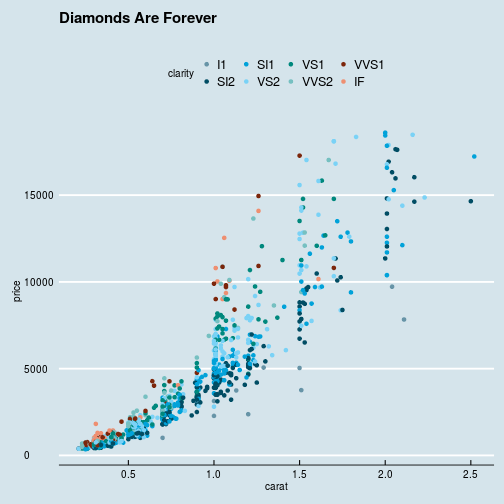 Diamonds Are Forever
clarity
I1 SI1 VS1 VVS1
SI2 VS2 VVS2 IF
15000
10000
5000
0
price
0.5 1.0 1.5 2.0 2.5
carat